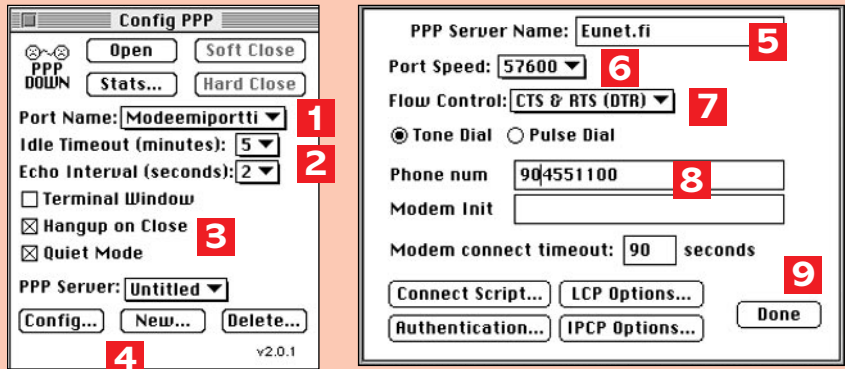 Config PPP
PPP DOWN
Open
Soft Close
Stats...
Hard Close
Port Name: Modeemiportti
1
Idle Timeout (minutes): 5
Echo Interval (seconds): 2
2
Terminal Window
Hangup on Close
3
Quiet Mode
PPP Server: Untitled
Config...
New...
Delete...
4
v2.0.1
PPP Server Name: Eunet.fi
5
Port Speed: 57600
6
Flow Control: CTS & RTS (DTR)
7
Tone Dial
Pulse Dial
Phone num 904551100
8
Modem Init
Modem connect timeout: 90 seconds
9
Connect Script...
LCP Options...
Done
Authentication...
IPCP Options...